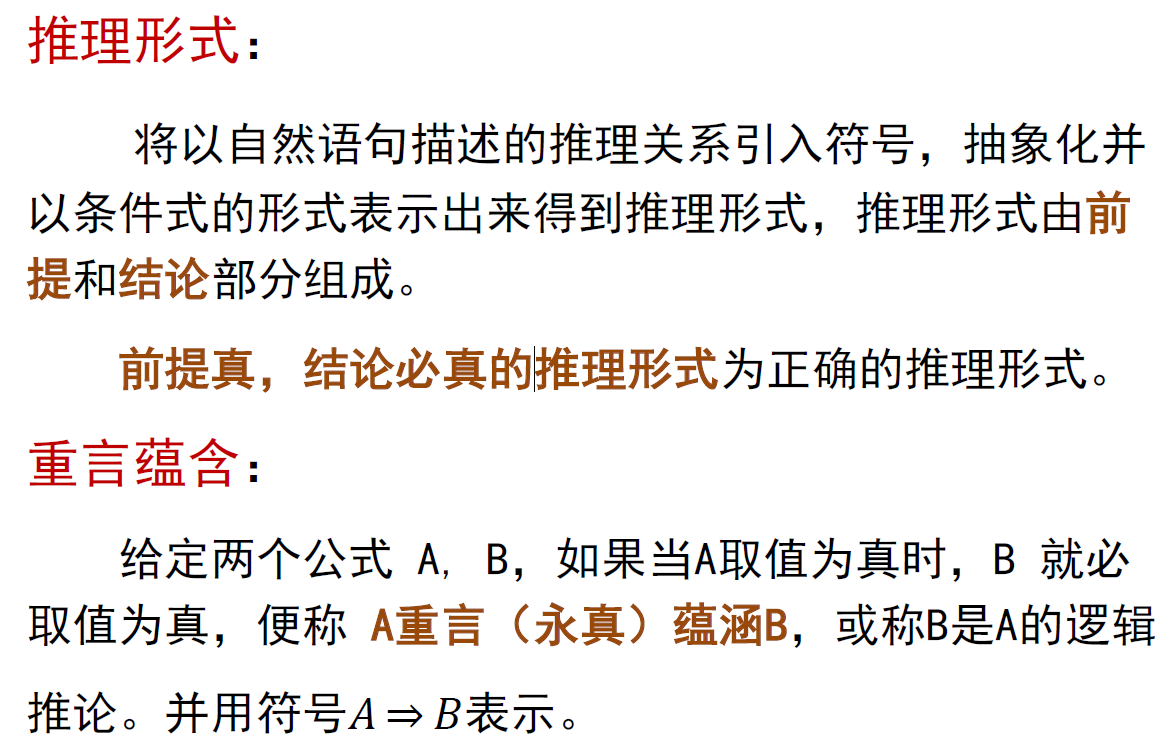 推理形式：
将以自然语句描述的推理关系引入符号，抽象化并
以条件式的形式表示出来得到推理形式，推理形式由前
提和结论部分组成。
前提真，结论必真的推理形式为正确的推理形式。
重言蕴含：
给定两个公式 A, B，如果当A取值为真时，B 就必
取值为真，便称 A重言（永真）蕴涵B，或称B是A的逻辑
推论。并用符号A⇒B表示。